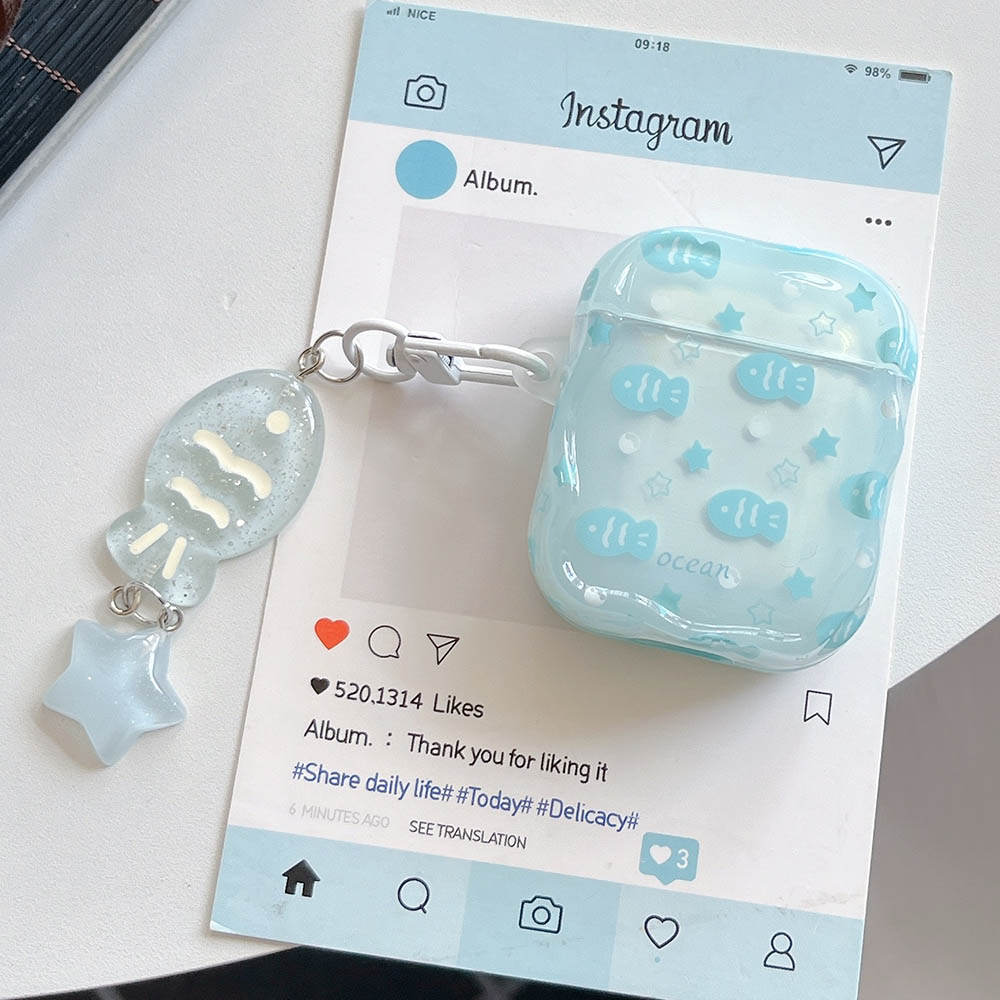 NICE
09:18
98%
Instagram
Album.
ocean
520,1314 Likes
Album. : Thank you for liking it
#Share daily life# #Today# #Delicacy#
6 MINUTES AGO
SEE TRANSLATION
3